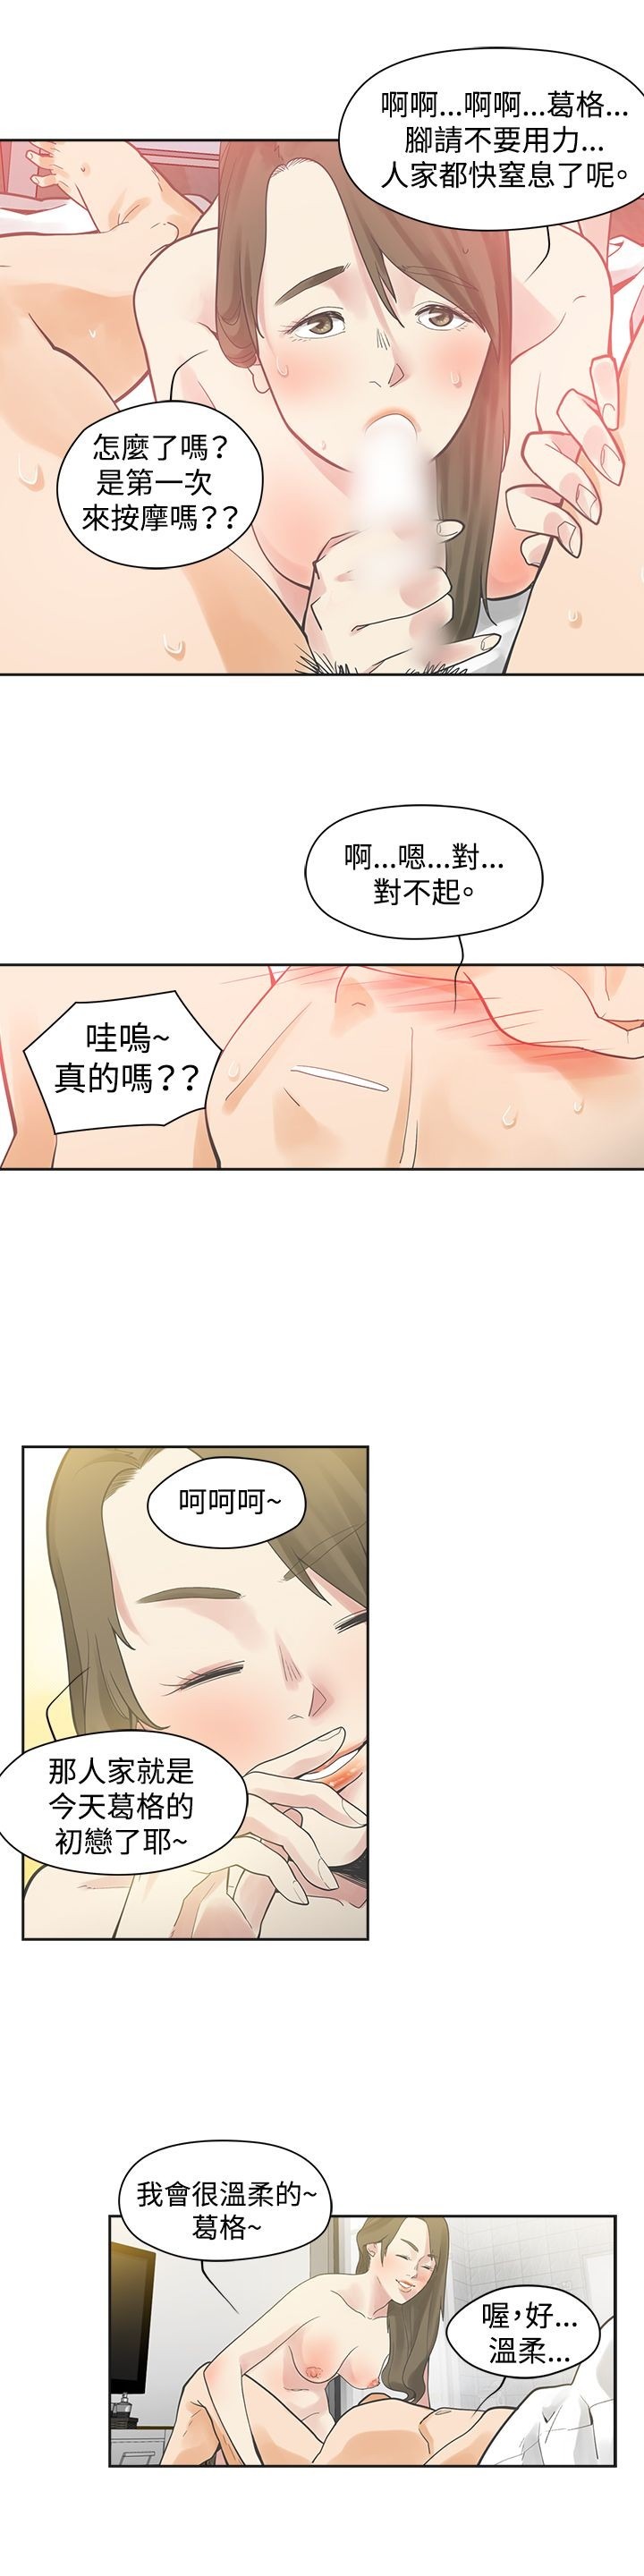 啊啊…啊啊…葛格…
腳請不要用力…
人家都快窒息了呢。
怎麼了嗎？
是第一次
來按摩嗎？？
啊…嗯…對…
對不起。
哇嗚~
真的嗎？？
呵呵呵~
那人家就是
今天葛格的
初戀了耶~
我會很溫柔的~
葛格~
喔，好…
溫柔…